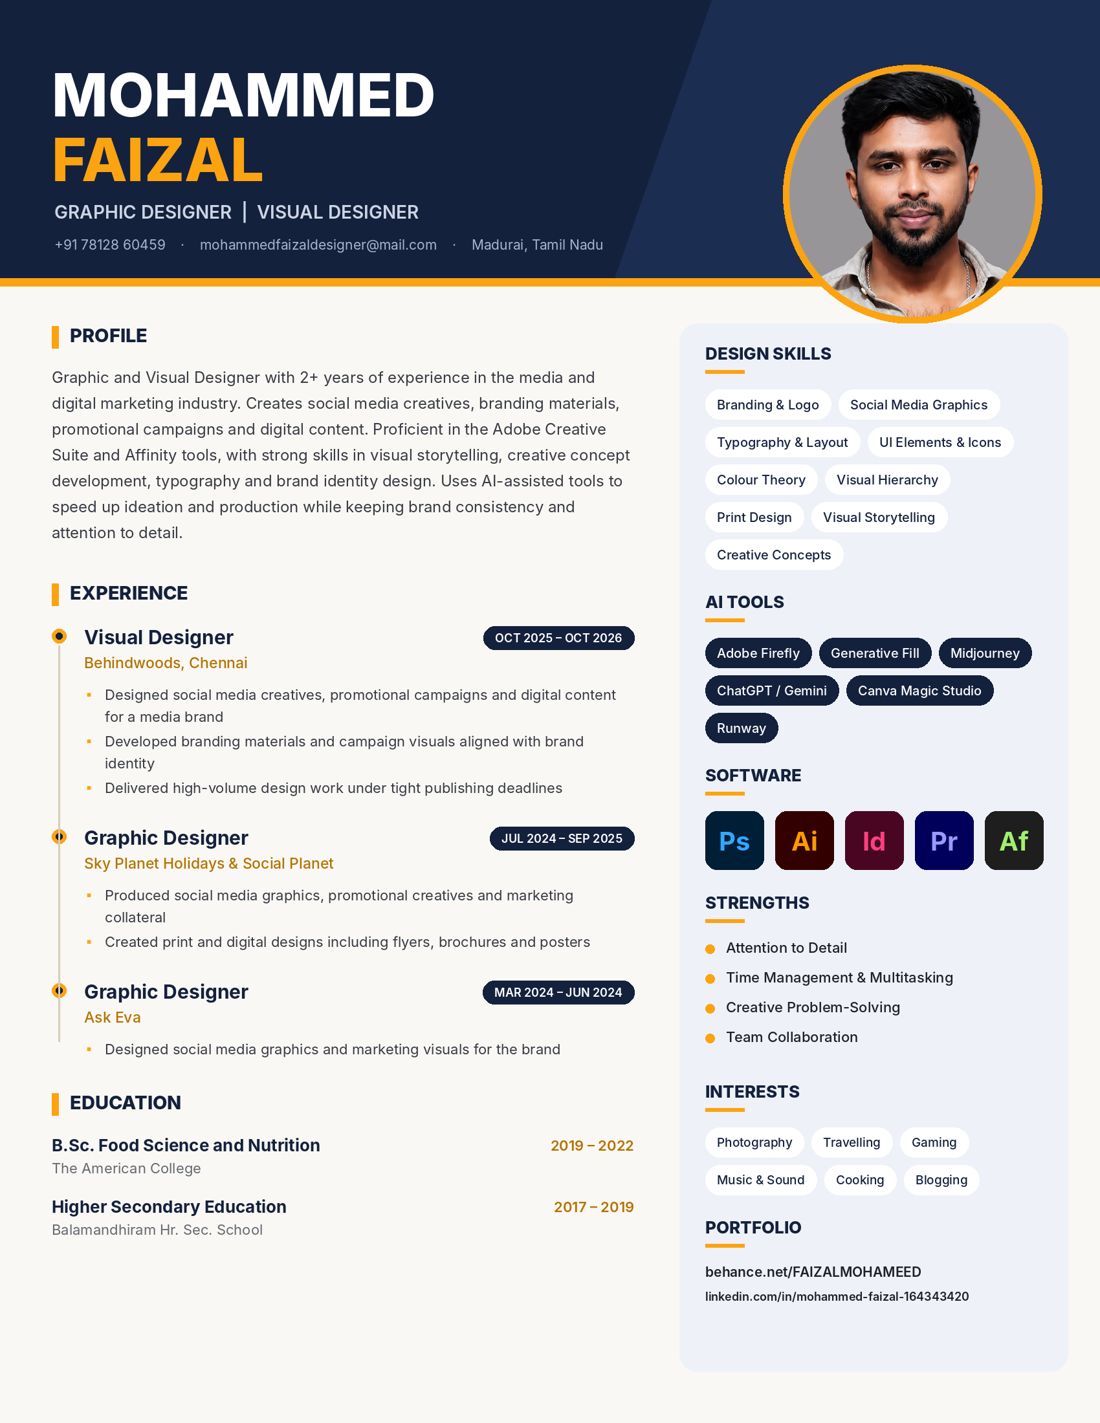 MOHAMMED
FAIZAL
GRAPHIC DESIGNER | VISUAL DESIGNER
+91 78128 60459 · mohammedfaizaldesigner@mail.com · Madurai, Tamil Nadu
PROFILE
Graphic and Visual Designer with 2+ years of experience in the media and
digital marketing industry. Creates social media creatives, branding materials,
promotional campaigns and digital content. Proficient in the Adobe Creative
Suite and Affinity tools, with strong skills in visual storytelling, creative concept
development, typography and brand identity design. Uses AI-assisted tools to
speed up ideation and production while keeping brand consistency and
attention to detail.
EXPERIENCE
Visual Designer OCT 2025 – OCT 2026
Behindwoods, Chennai
Designed social media creatives, promotional campaigns and digital content
for a media brand
Developed branding materials and campaign visuals aligned with brand
identity
Delivered high-volume design work under tight publishing deadlines
Graphic Designer JUL 2024 – SEP 2025
Sky Planet Holidays & Social Planet
Produced social media graphics, promotional creatives and marketing
collateral
Created print and digital designs including flyers, brochures and posters
Graphic Designer MAR 2024 – JUN 2024
Ask Eva
Designed social media graphics and marketing visuals for the brand
EDUCATION
B.Sc. Food Science and Nutrition 2019 – 2022
The American College
Higher Secondary Education 2017 – 2019
Balamandhiram Hr. Sec. School
DESIGN SKILLS
Branding & Logo Social Media Graphics
Typography & Layout UI Elements & Icons
Colour Theory Visual Hierarchy
Print Design Visual Storytelling
Creative Concepts
AI TOOLS
Adobe Firefly Generative Fill Midjourney
ChatGPT / Gemini Canva Magic Studio
Runway
SOFTWARE
Ps Ai Id Pr Af
STRENGTHS
Attention to Detail
Time Management & Multitasking
Creative Problem-Solving
Team Collaboration
INTERESTS
Photography Travelling Gaming
Music & Sound Cooking Blogging
PORTFOLIO
behance.net/FAIZALMOHAMEED
linkedin.com/in/mohammed-faizal-164343420